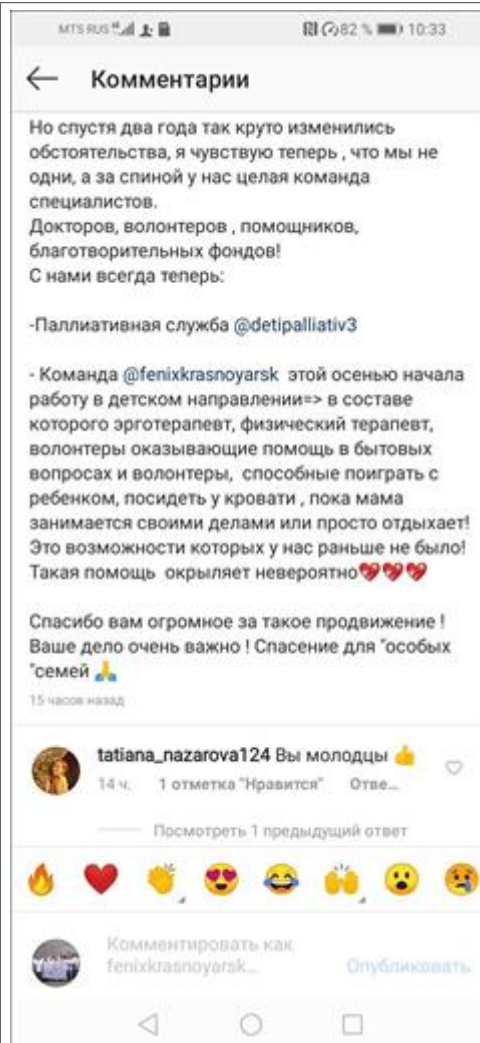 MTS RUS
82 % 10:33
Комментарии
Но спустя два года так круто изменились
обстоятельства, я чувствую теперь , что мы не
одни, а за спиной у нас целая команда
специалистов.
Докторов, волонтеров , помощников,
благотворительных фондов!
С нами всегда теперь:
-Паллиативная служба @detipalliativ3
- Команда @fenixkrasnoyarsk этой осенью начала
работу в детском направлении=> в составе
которого эрготерапевт, физический терапевт,
волонтеры оказывающие помощь в бытовых
вопросах и волонтеры, способные поиграть с
ребенком, посидеть у кровати , пока мама
занимается своими делами или просто отдыхает!
Это возможности которых у нас раньше не было!
Такая помощь окрыляет невероятно💖💖💖
Спасибо вам огромное за такое продвижение !
Ваше дело очень важно ! Спасение для "особых
"семей 🙏
15 часов назад
tatiana_nazarova124 Вы молодцы 👍
14 ч. 1 отметка "Нравится" Отве...
Посмотреть 1 предыдущий ответ
🔥 ❤️ 👏 😍 😂 🙌 😮 😢
Комментировать как
fenixkrasnoyarsk... Опубликовать